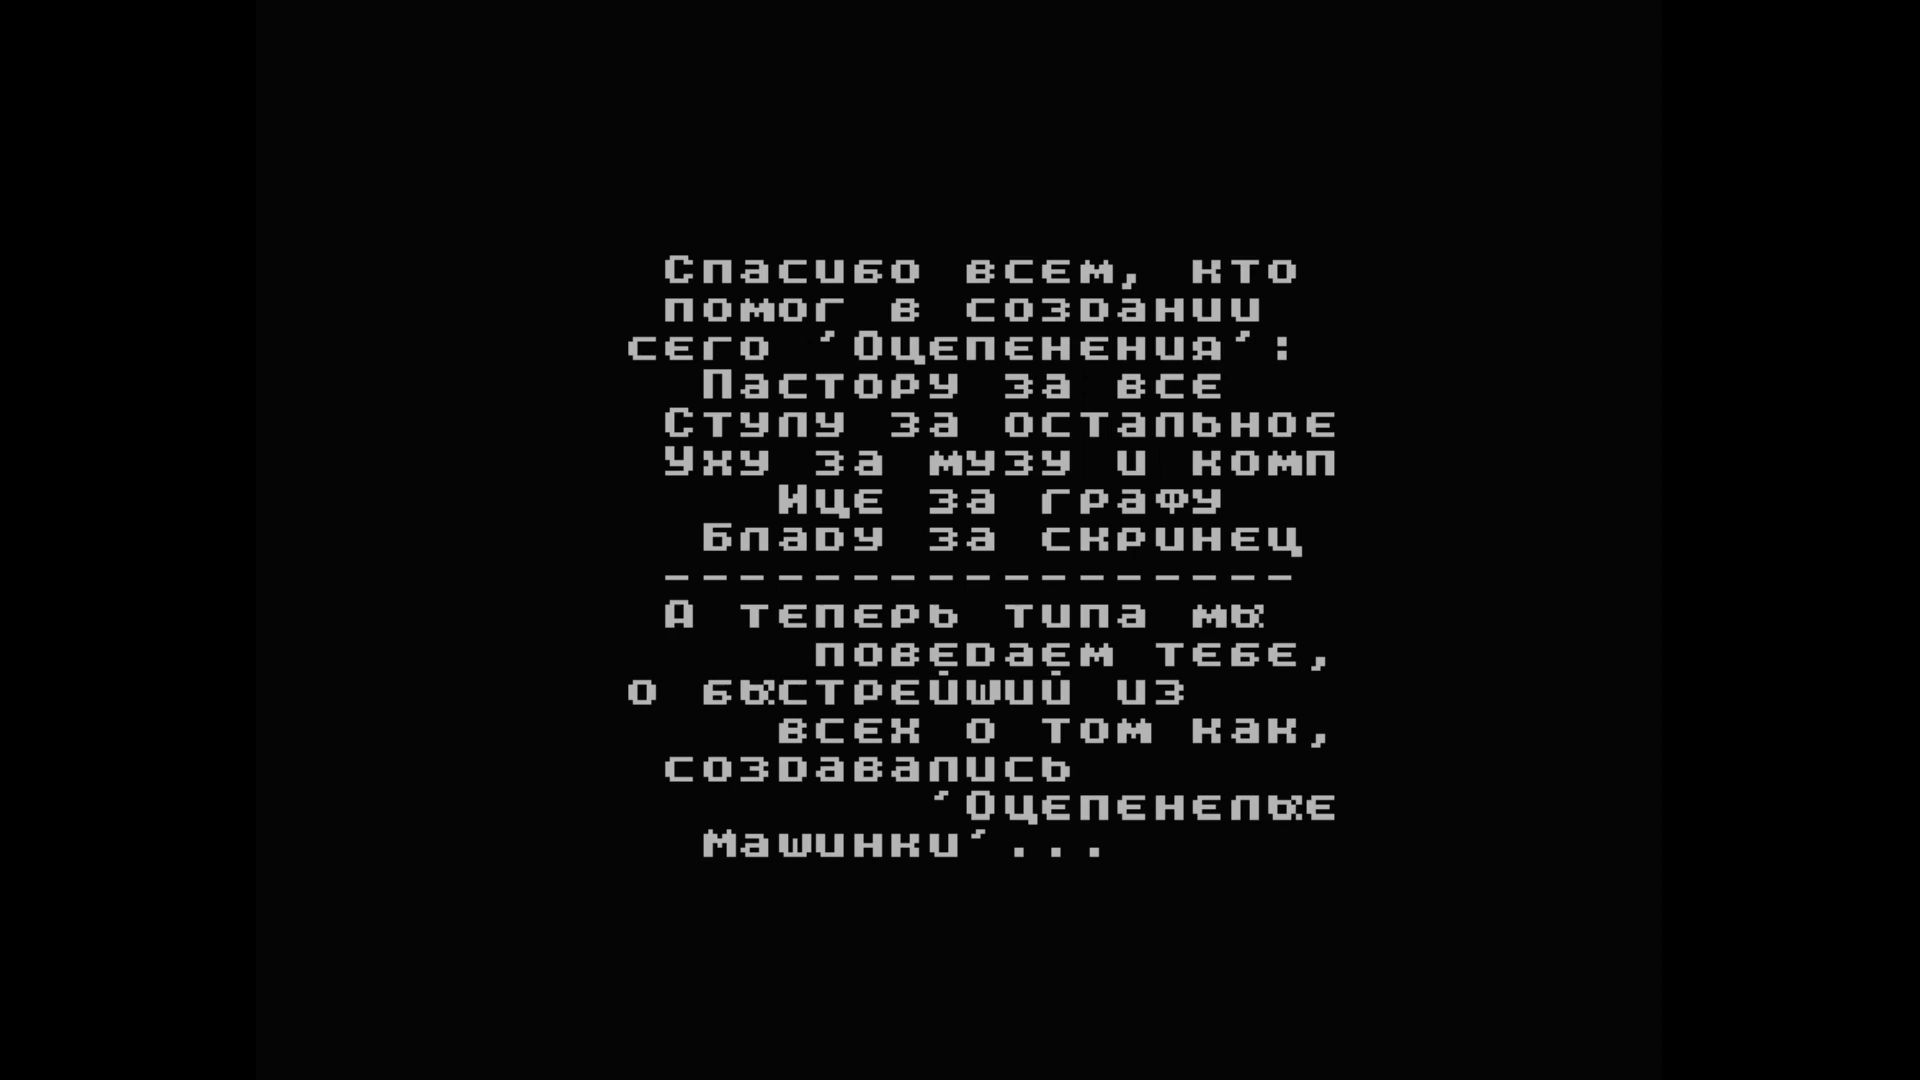 Спасибо всем, кто
помог в создании
сего 'Оцепенения':
Пастору за все
Ступу за остальное
Уху за музу и комп
Ице за графу
Бладу за скринец
-----------------
А теперь типа мы
поведаем тебе,
о быстрейший из
всех о том как,
создавались
'Оцепенелые
Машинки'...